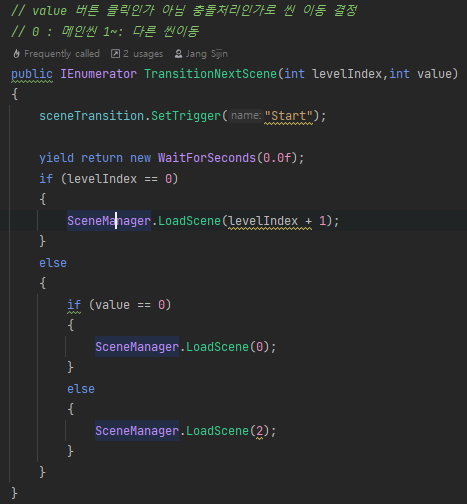 // value 버튼 클릭인가 아님 충돌처리인가로 씬 이동 결정
// 0 : 메인씬 1~: 다른 씬이동
Frequently called 2 usages Jang Sijin
public IEnumerator TransitionNextScene(int levelIndex,int value)
{
sceneTransition.SetTrigger( name: "Start");
yield return new WaitForSeconds(0.0f);
if (levelIndex == 0)
{
SceneManager.LoadScene(levelIndex + 1);
}
else
{
if (value == 0)
{
SceneManager.LoadScene(0);
}
else
{
SceneManager.LoadScene(2);
}
}
}